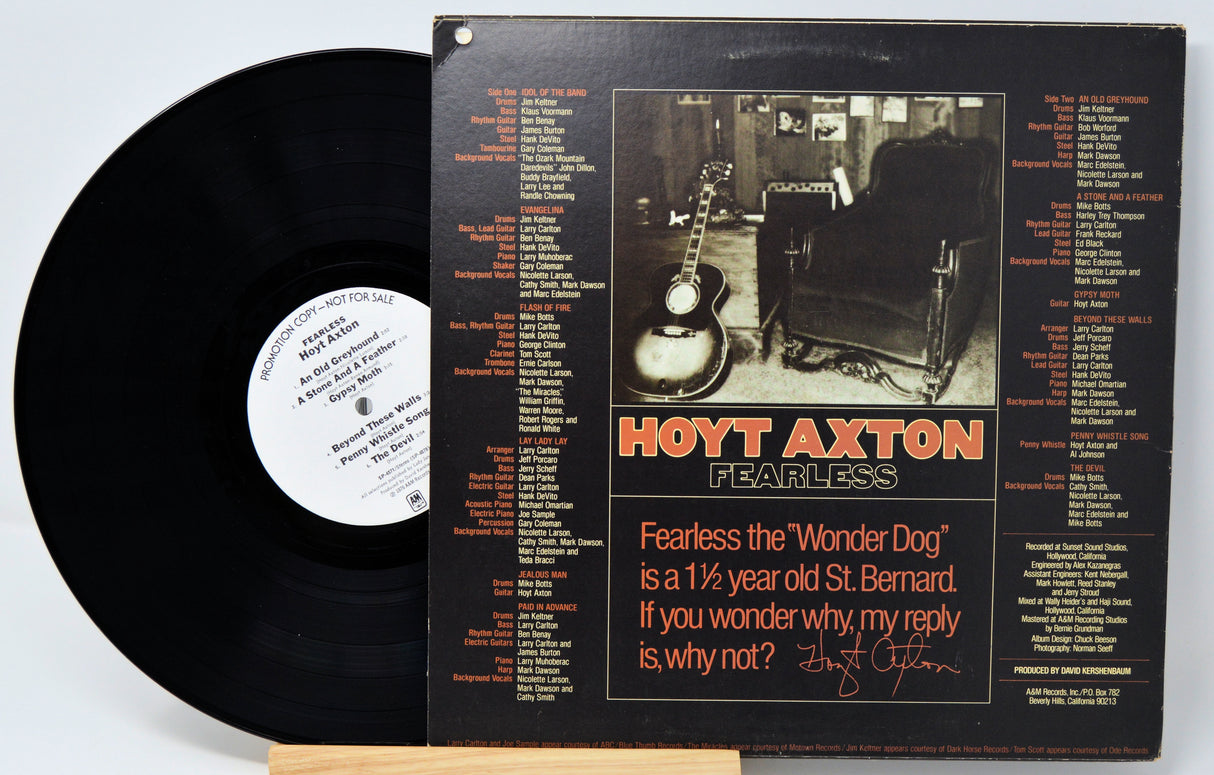 PROMOTION COPY—NOT FOR SALE
FEARLESS
Hoyt Axton
1. An Old Greyhound 2:52
2. A Stone And A Feather
3. Gypsy Moth
4. Beyond These Walls
5. Penny Whistle Song
6. The Devil
AM
Side One IDOL OF THE BAND
Drums Jim Keltner
Bass Klaus Voormann
Rhythm Guitar Ben Benay
Guitar James Burton
Steel Hank DeVito
Tambourine Gary Coleman
Background Vocals "The Ozark Mountain
Daredevils" John Dillon,
Buddy Brayfield,
Larry Lee and
Randle Chowning
EVANGELINA
Drums Jim Keltner
Bass, Lead Guitar Larry Carlton
Rhythm Guitar Ben Benay
Steel Hank DeVito
Piano Larry Muhoberac
Shaker Gary Coleman
Background Vocals Nicolette Larson,
Cathy Smith, Mark Dawson
and Marc Edelstein
FLASH OF FIRE
Drums Mike Botts
Bass, Rhythm Guitar Larry Carlton
Steel Hank DeVito
Piano George Clinton
Clarinet Tom Scott
Trombone Ernie Carlson
Background Vocals Nicolette Larson,
Mark Dawson,
"The Miracles,"
William Griffin,
Warren Moore,
Robert Rogers and
Ronald White
LAY LADY LAY
Arranger Larry Carlton
Drums Jeff Porcaro
Bass Jerry Scheff
Rhythm Guitar Dean Parks
Electric Guitar Larry Carlton
Steel Hank DeVito
Acoustic Piano Michael Omartian
Electric Piano Joe Sample
Percussion Gary Coleman
Background Vocals Nicolette Larson,
Cathy Smith, Mark Dawson,
Marc Edelstein and
Teda Bracci
JEALOUS MAN
Drums Mike Botts
Guitar Hoyt Axton
PAID IN ADVANCE
Drums Jim Keltner
Bass Larry Carlton
Rhythm Guitar Ben Benay
Electric Guitars Larry Carlton and
James Burton
Piano Larry Muhoberac
Harp Mark Dawson
Background Vocals Nicolette Larson,
Mark Dawson and
Cathy Smith
HOYT AXTON
FEARLESS
Fearless the "Wonder Dog"
is a 1½ year old St. Bernard.
If you wonder why, my reply
is, why not? Hoyt Axton
Side Two AN OLD GREYHOUND
Drums Jim Keltner
Bass Klaus Voormann
Rhythm Guitar Bob Worford
Guitar James Burton
Steel Hank DeVito
Harp Mark Dawson
Background Vocals Marc Edelstein,
Nicolette Larson and
Mark Dawson
A STONE AND A FEATHER
Drums Mike Botts
Bass Harley Trey Thompson
Rhythm Guitar Larry Carlton
Lead Guitar Frank Reckard
Steel Ed Black
Piano George Clinton
Background Vocals Marc Edelstein,
Nicolette Larson and
Mark Dawson
GYPSY MOTH
Guitar Hoyt Axton
BEYOND THESE WALLS
Arranger Larry Carlton
Drums Jeff Porcaro
Bass Jerry Scheff
Rhythm Guitar Dean Parks
Lead Guitar Larry Carlton
Steel Hank DeVito
Piano Michael Omartian
Harp Mark Dawson
Background Vocals Marc Edelstein,
Nicolette Larson and
Mark Dawson
PENNY WHISTLE SONG
Penny Whistle Hoyt Axton and
Al Johnson
THE DEVIL
Drums Mike Botts
Background Vocals Cathy Smith,
Nicolette Larson,
Mark Dawson,
Marc Edelstein and
Mike Botts
Recorded at Sunset Sound Studios,
Hollywood, California
Engineered by Alex Kazanegras
Assistant Engineers: Kent Nebergall,
Mark Howlett, Reed Stanley
and Jerry Stroud
Mixed at Wally Heider's and Haji Sound,
Hollywood, California
Mastered at A&M Recording Studios
by Bernie Grundman
Album Design: Chuck Beeson
Photography: Norman Seeff
PRODUCED BY DAVID KERSHENBAUM
A&M Records, Inc./P.O. Box 782
Beverly Hills, California 90213
Larry Carlton and Joe Sample appear courtesy of ABC/Blue Thumb Records/The Miracles appear courtesy of Motown Records/Jim Keltner appears courtesy of Dark Horse Records/Tom Scott appears courtesy of Ode Records